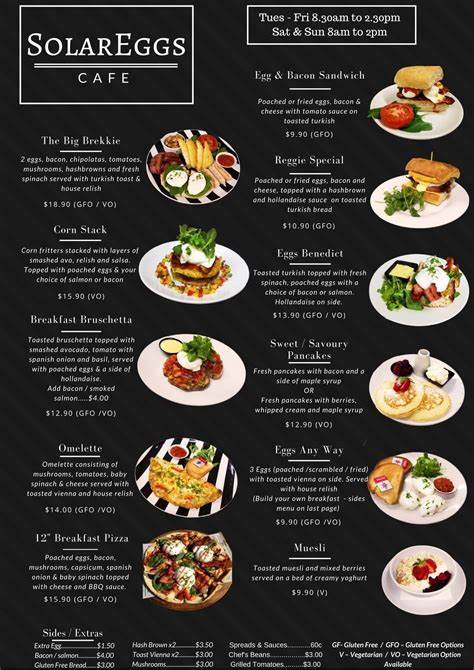 SOLAREGGS
CAFE
Tues - Fri 8.30am to 2.30pm
Sat & Sun 8am to 2pm
The Big Brekkie
2 eggs, bacon, chipolatas, tomatoes,
mushrooms, hashbrowns and fresh
spinach served with turkish toast &
house relish
$18.90 (GFO / VO)
Corn Stack
Corn fritters stacked with layers of
smashed avo, relish and salsa.
Topped with poached eggs & your
choice of salmon or bacon
$15.90 (VO)
Breakfast Bruschetta
Toasted bruschetta topped with
smashed avocado, tomato with
spanish onion and basil, served
with poached eggs & a side of
hollandaise.
Add bacon / smoked
salmon.....$4.00
$12.90 (GFO / VO)
Omelette
Omelette consisting of
mushrooms, tomatoes, baby
spinach & cheese served with
toasted vienna and house relish
$14.00 (GFO / VO)
12" Breakfast Pizza
Poached eggs, bacon,
mushrooms, capsicum, spanish
onion & baby spinach topped
with cheese and BBQ sauce.
$15.90 (GFO / VO)
Egg & Bacon Sandwich
Poached or fried eggs, bacon &
cheese with tomato sauce on
toasted turkish
$9.90 (GFO)
Reggie Special
Poached or fried eggs, bacon and
cheese, topped with a hashbrown
and hollandaise sauce on toasted
turkish bread
$10.90 (GFO)
Eggs Benedict
Toasted turkish topped with fresh
spinach, poached eggs with a
choice of bacon or salmon.
Hollandaise on side.
$13.90 (GFO / VO)
Sweet / Savoury
Pancakes
Fresh pancakes with bacon and a
side of maple syrup
OR
Fresh pancakes with berries,
whipped cream and maple syrup
$12.90 (VO)
Eggs Any Way
3 Eggs (poached / scrambled / fried)
with toasted vienna on side. Served
with house relish
(Build your own breakfast - sides
menu on last page)
$9.90 (GFO /VO)
Muesli
Toasted muesli and mixed berries
served on a bed of creamy yoghurt
$9.90 (V)
Sides / Extras
Extra Egg..............$1.50
Bacon / salmon......$4.00
Gluten Free Bread.....$3.00
Hash Brown x2.........$3.50
Toast Vienna x2.......$3.00
Mushrooms............$3.00
Spreads & Sauces........60c
Chef's Beans.............$3.00
Grilled Tomatoes........$3.00
GF- Gluten Free / GFO – Gluten Free Options
V – Vegetarian / VO – Vegetarian Option
Available